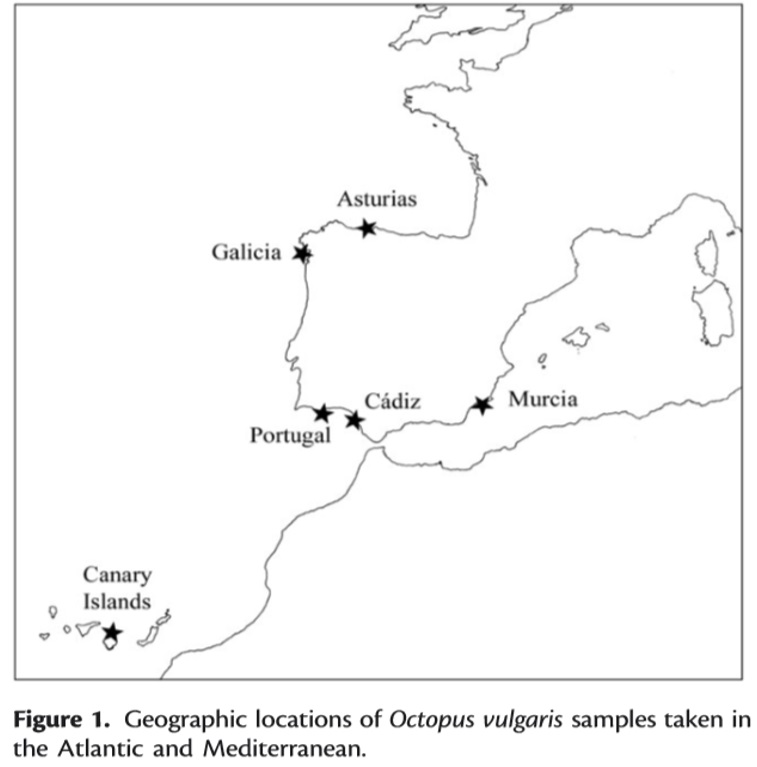 Asturias
Galicia
Cádiz
Murcia
Portugal
Canary
Islands
Figure 1. Geographic locations of Octopus vulgaris samples taken in
the Atlantic and Mediterranean.